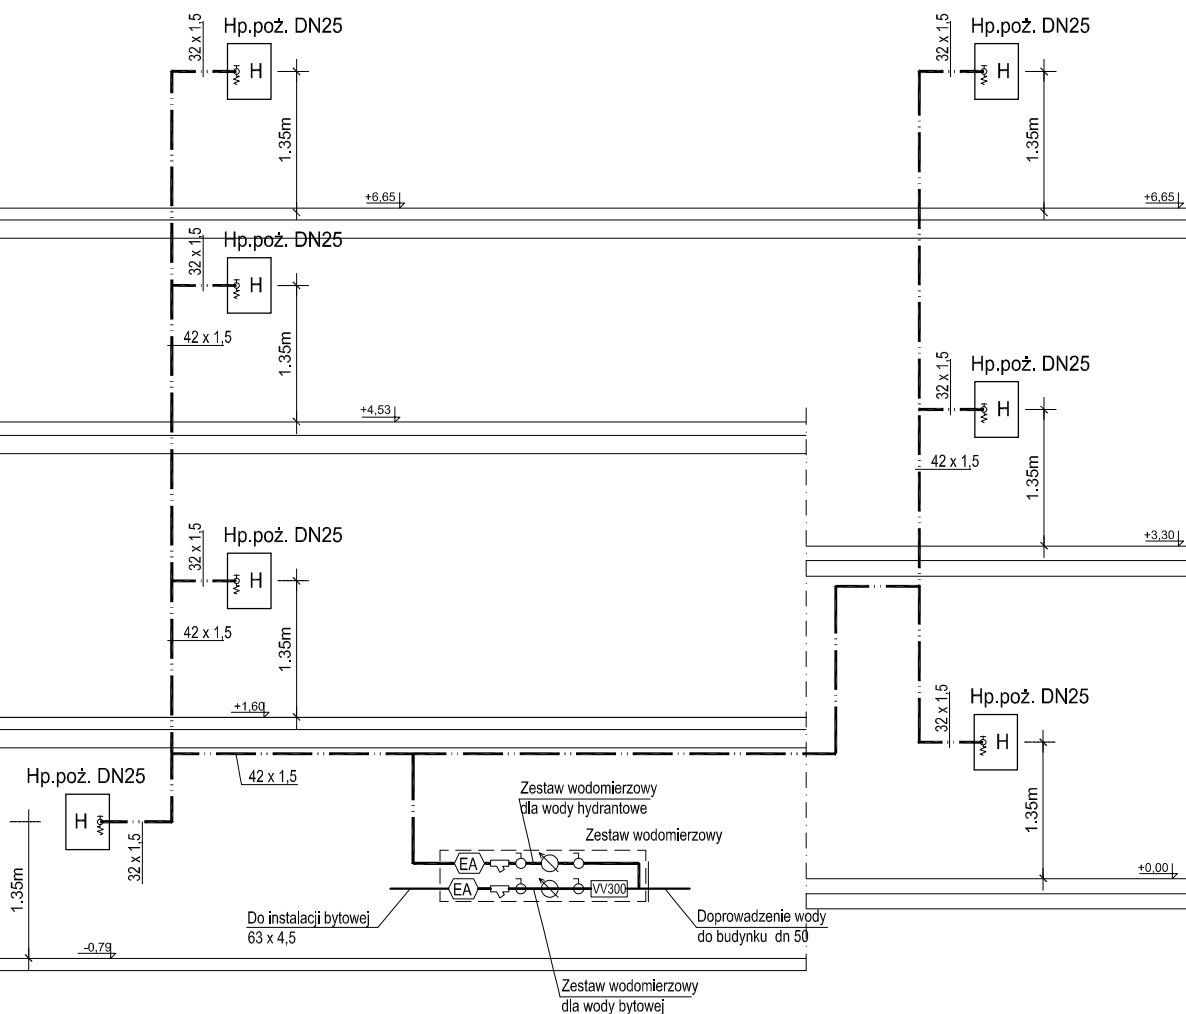 Hp.poż. DN25
32 x 1,5
H
1.35m
Hp.poż. DN25
32 x 1,5
H
1.35m
+6,65
+6,65
Hp.poż. DN25
32 x 1,5
H
42 x 1,5
1.35m
Hp.poż. DN25
32 x 1,5
H
42 x 1,5
1.35m
+4,53
Hp.poż. DN25
32 x 1,5
H
42 x 1,5
1.35m
+3,30
+1,60
Hp.poż. DN25
32 x 1,5
H
1.35m
Hp.poż. DN25
H
32 x 1,5
1.35m
42 x 1,5
Zestaw wodomierzowy
dla wody hydrantowe
Zestaw wodomierzowy
EA
EA
VV300
+0,00
Do instalacji bytowej
63 x 4,5
Doprowadzenie wody
do budynku dn 50
-0,79
Zestaw wodomierzowy
dla wody bytowej